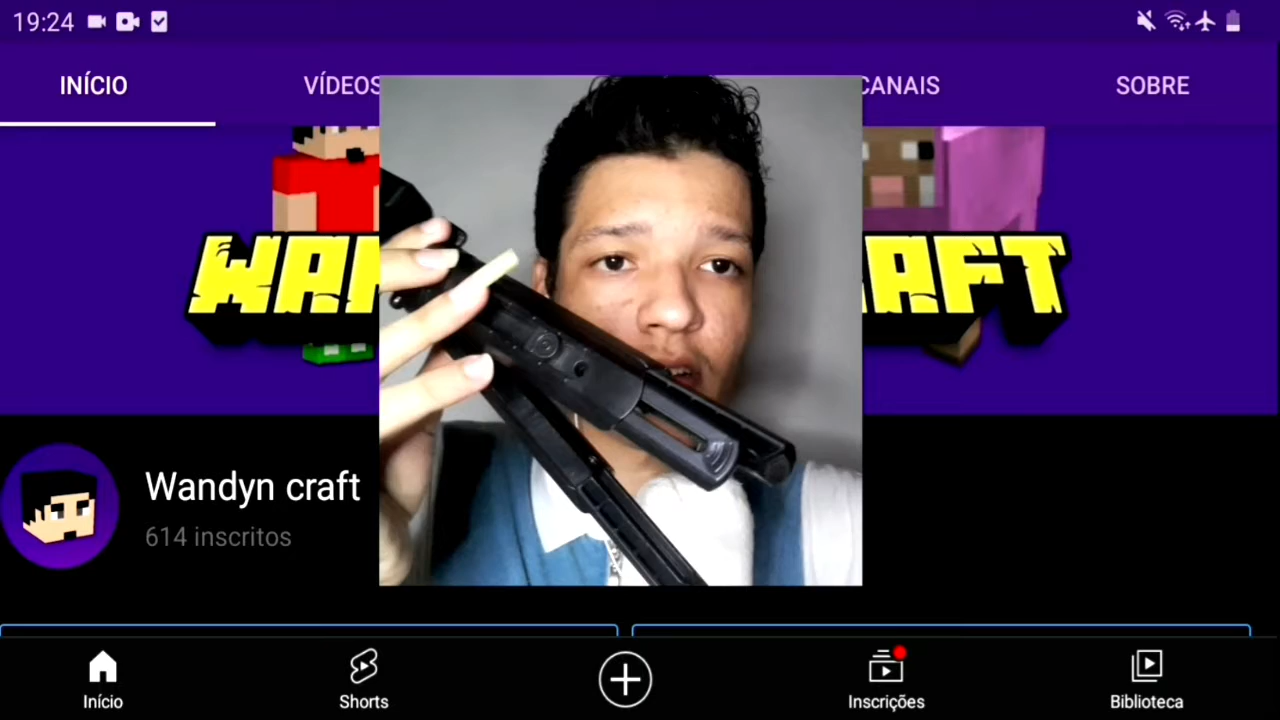 19:24
INÍCIO
VÍDEOS
CANAIS
SOBRE
WAN
RAFT
Wandyn craft
614 inscritos
Início
Shorts
Inscrições
Biblioteca